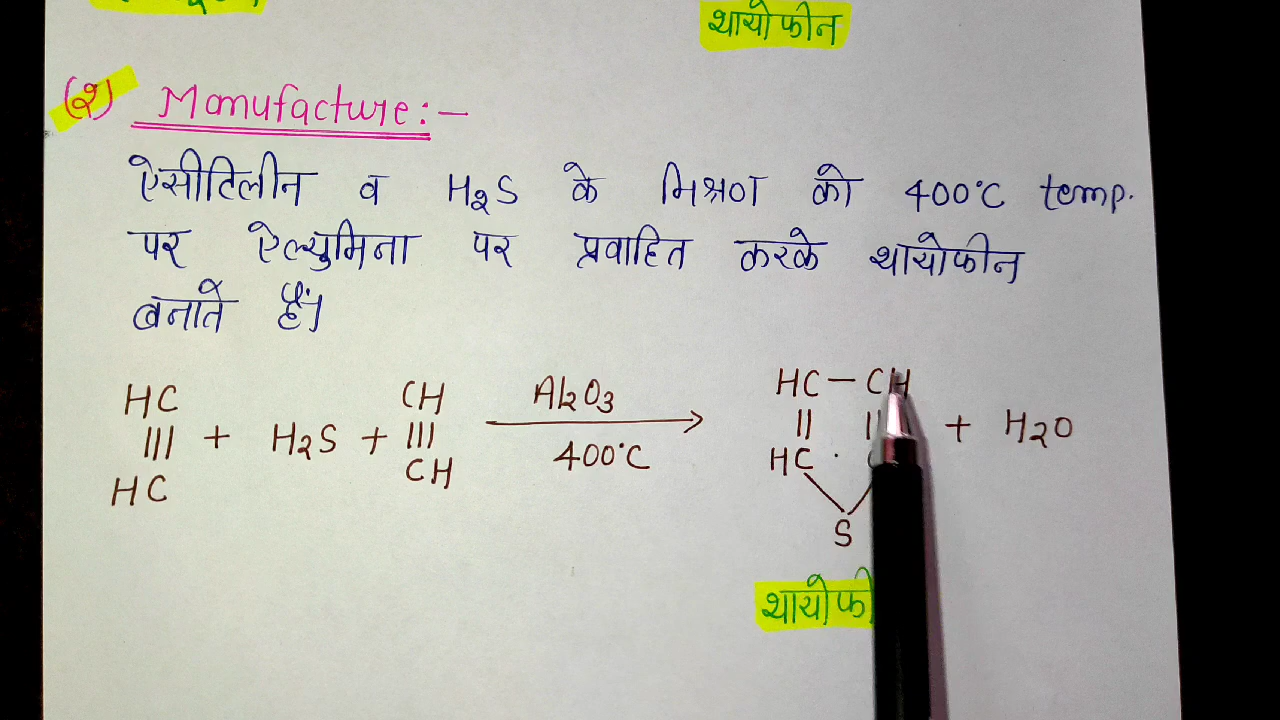 थायोफीन
(२) Manufacture:-
ऐसीटिलीन व H₂S के मिश्रण को 400°C temp.
पर ऐल्युमिना पर प्रवाहित करके थायोफीन
बनाते हैं।
HC CH Al₂O₃ HC - CH
||| + H₂S + ||| → || || + H₂O
HC CH 400°C HC
S